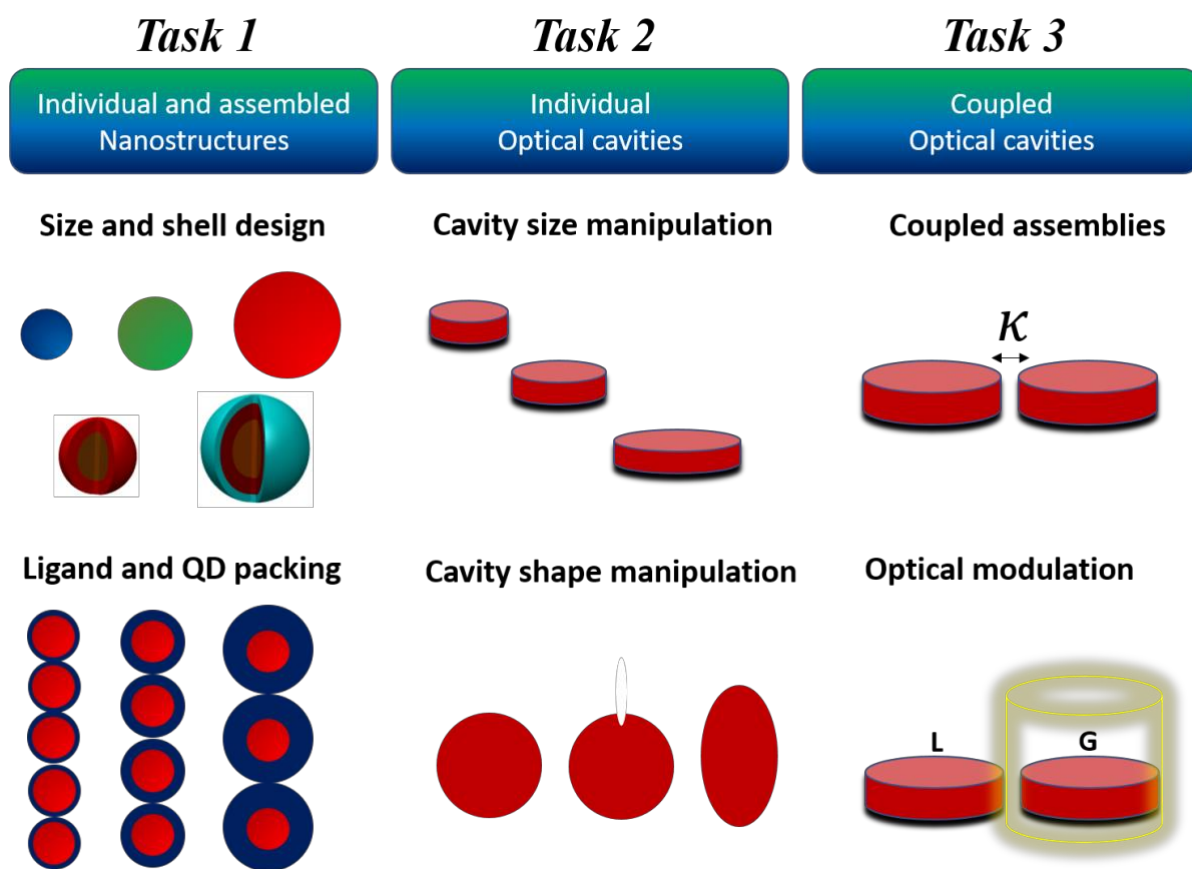 Task 1
Task 2
Task 3
Individual and assembled
Nanostructures
Individual
Optical cavities
Coupled
Optical cavities
Size and shell design
Cavity size manipulation
Coupled assemblies
κ
Ligand and QD packing
Cavity shape manipulation
Optical modulation
L
G